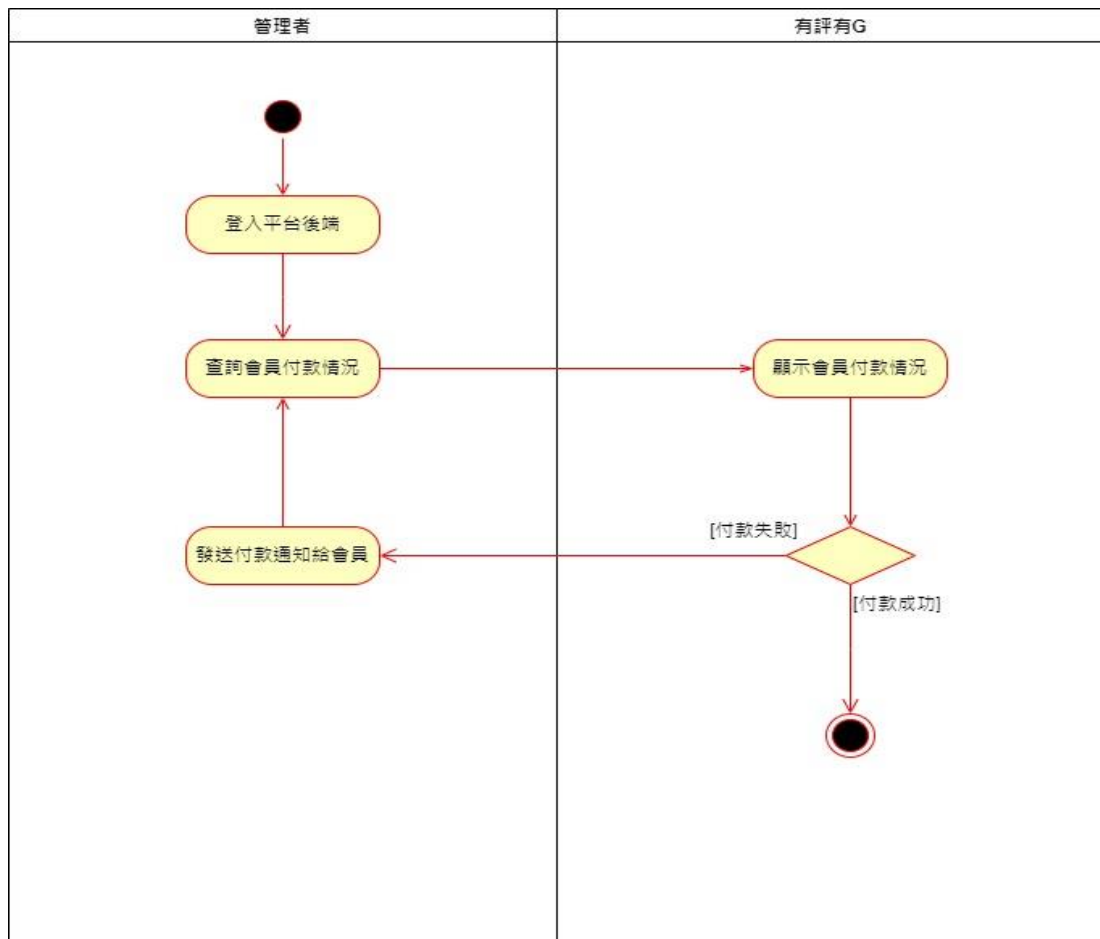 管理者
有評有G
登入平台後端
查詢會員付款情況
顯示會員付款情況
[付款失敗]
發送付款通知給會員
[付款成功]